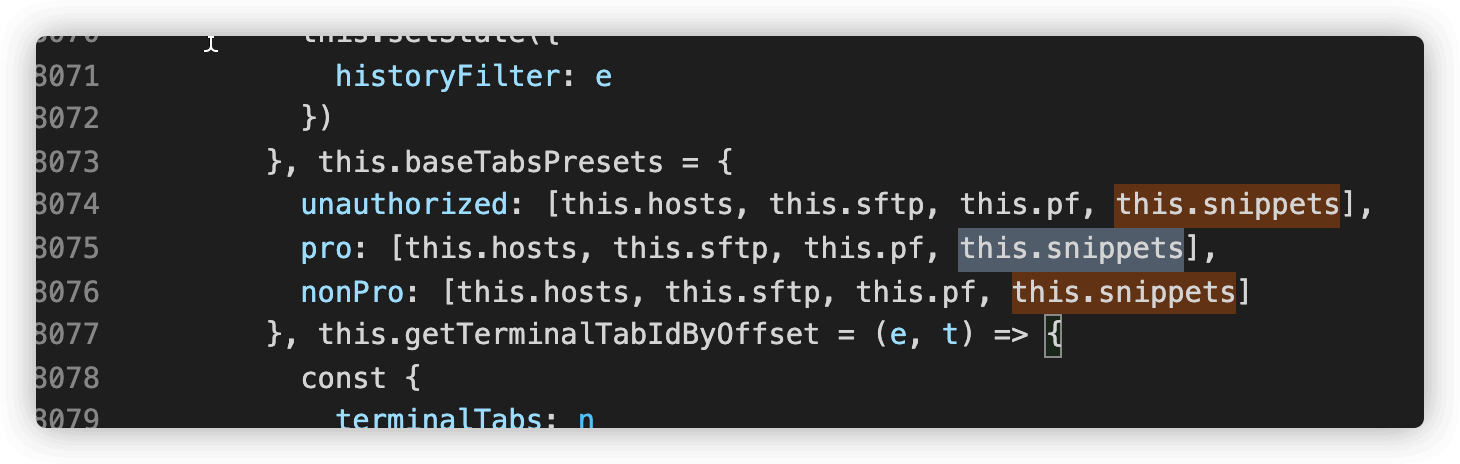 8070 this.setState({
8071 historyFilter: e
8072 })
8073 }, this.baseTabsPresets = {
8074 unauthorized: [this.hosts, this.sftp, this.pf, this.snippets],
8075 pro: [this.hosts, this.sftp, this.pf, this.snippets],
8076 nonPro: [this.hosts, this.sftp, this.pf, this.snippets]
8077 }, this.getTerminalTabIdByOffset = (e, t) => {
8078 const {
8079 terminalTabs: n